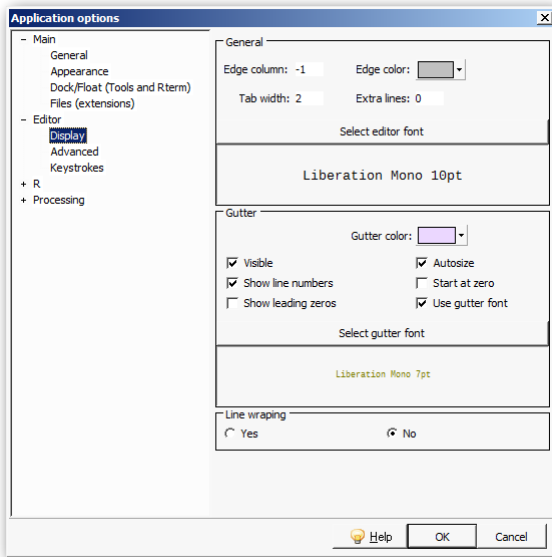 Application options
Main
General
Appearance
Dock/Float (Tools and Rterm)
Files (extensions)
Editor
Display
Advanced
Keystrokes
R
Processing
General
Edge column: -1 Edge color:
Tab width: 2 Extra lines: 0
Select editor font
Liberation Mono 10pt
Gutter
Gutter color:
Visible Autosize
Show line numbers Start at zero
Show leading zeros Use gutter font
Select gutter font
Liberation Mono 7pt
Line wraping
Yes No
Help OK Cancel